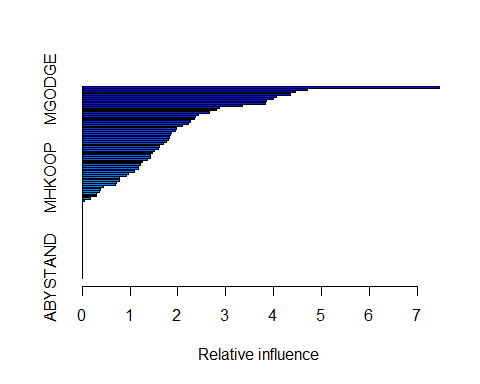 MGODGE
MHKOOP
ABYSTAND
0 1 2 3 4 5 6 7
Relative influence